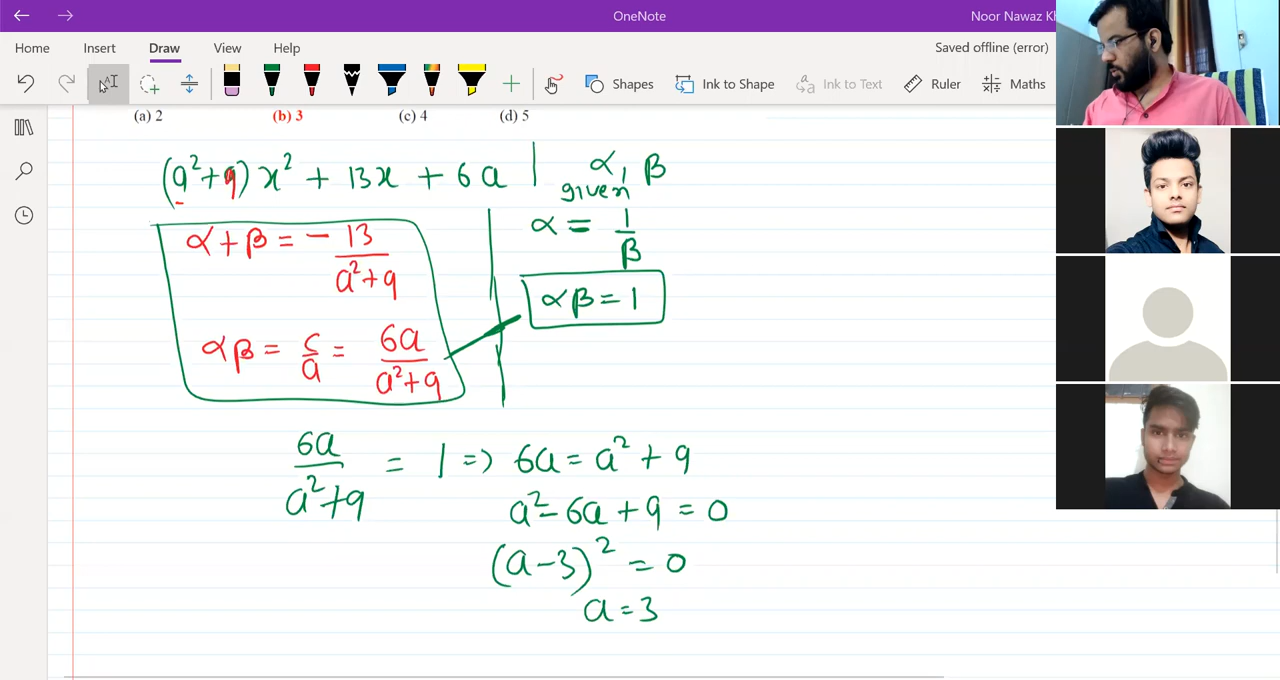 OneNote
Noor Nawaz
Home Insert Draw View Help
Saved offline (error)
Shapes Ink to Shape Ink to Text Ruler Maths
(a) 2 (b) 3 (c) 4 (d) 5
(a²+9)x² + 13x + 6a | α, β
given
α + β = - 13/(a²+9)
α = 1/β
αβ = 1
αβ = c/a = 6a/(a²+9)
6a/(a²+9) = 1 => 6a = a² + 9
a² - 6a + 9 = 0
(a-3)² = 0
a = 3